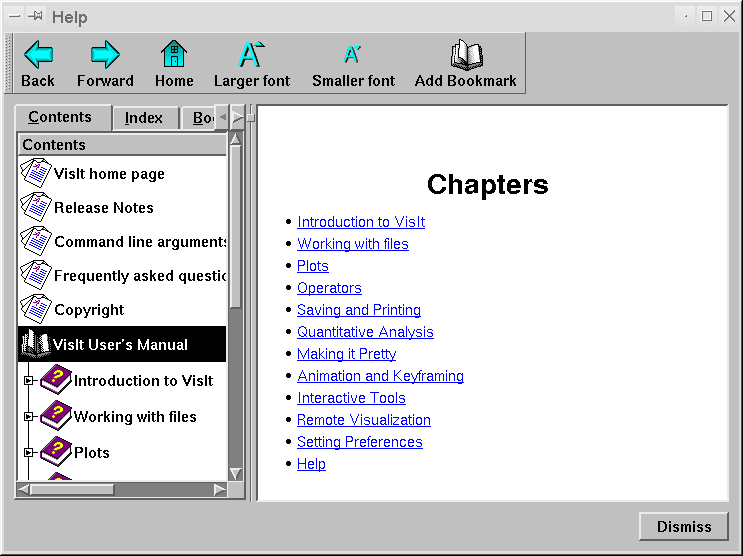 Help
Back Forward Home Larger font Smaller font Add Bookmark
Contents Index Boo
Contents
VisIt home page
Release Notes
Command line arguments
Frequently asked questio
Copyright
VisIt User's Manual
Introduction to VisIt
Working with files
Plots
Chapters
• Introduction to VisIt
• Working with files
• Plots
• Operators
• Saving and Printing
• Quantitative Analysis
• Making it Pretty
• Animation and Keyframing
• Interactive Tools
• Remote Visualization
• Setting Preferences
• Help
Dismiss